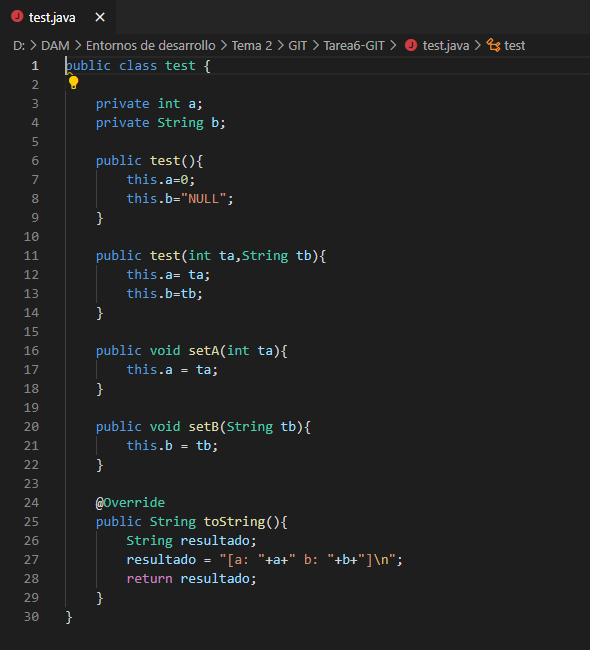 test.java
D: > DAM > Entornos de desarrollo > Tema 2 > GIT > Tarea6-GIT > test.java > test
1 public class test {
2
3     private int a;
4     private String b;
5
6     public test(){
7         this.a=0;
8         this.b="NULL";
9     }
10
11     public test(int ta,String tb){
12         this.a= ta;
13         this.b=tb;
14     }
15
16     public void setA(int ta){
17         this.a = ta;
18     }
19
20     public void setB(String tb){
21         this.b = tb;
22     }
23
24     @Override
25     public String toString(){
26         String resultado;
27         resultado = "[a: "+a+" b: "+b+"]\n";
28         return resultado;
29     }
30 }